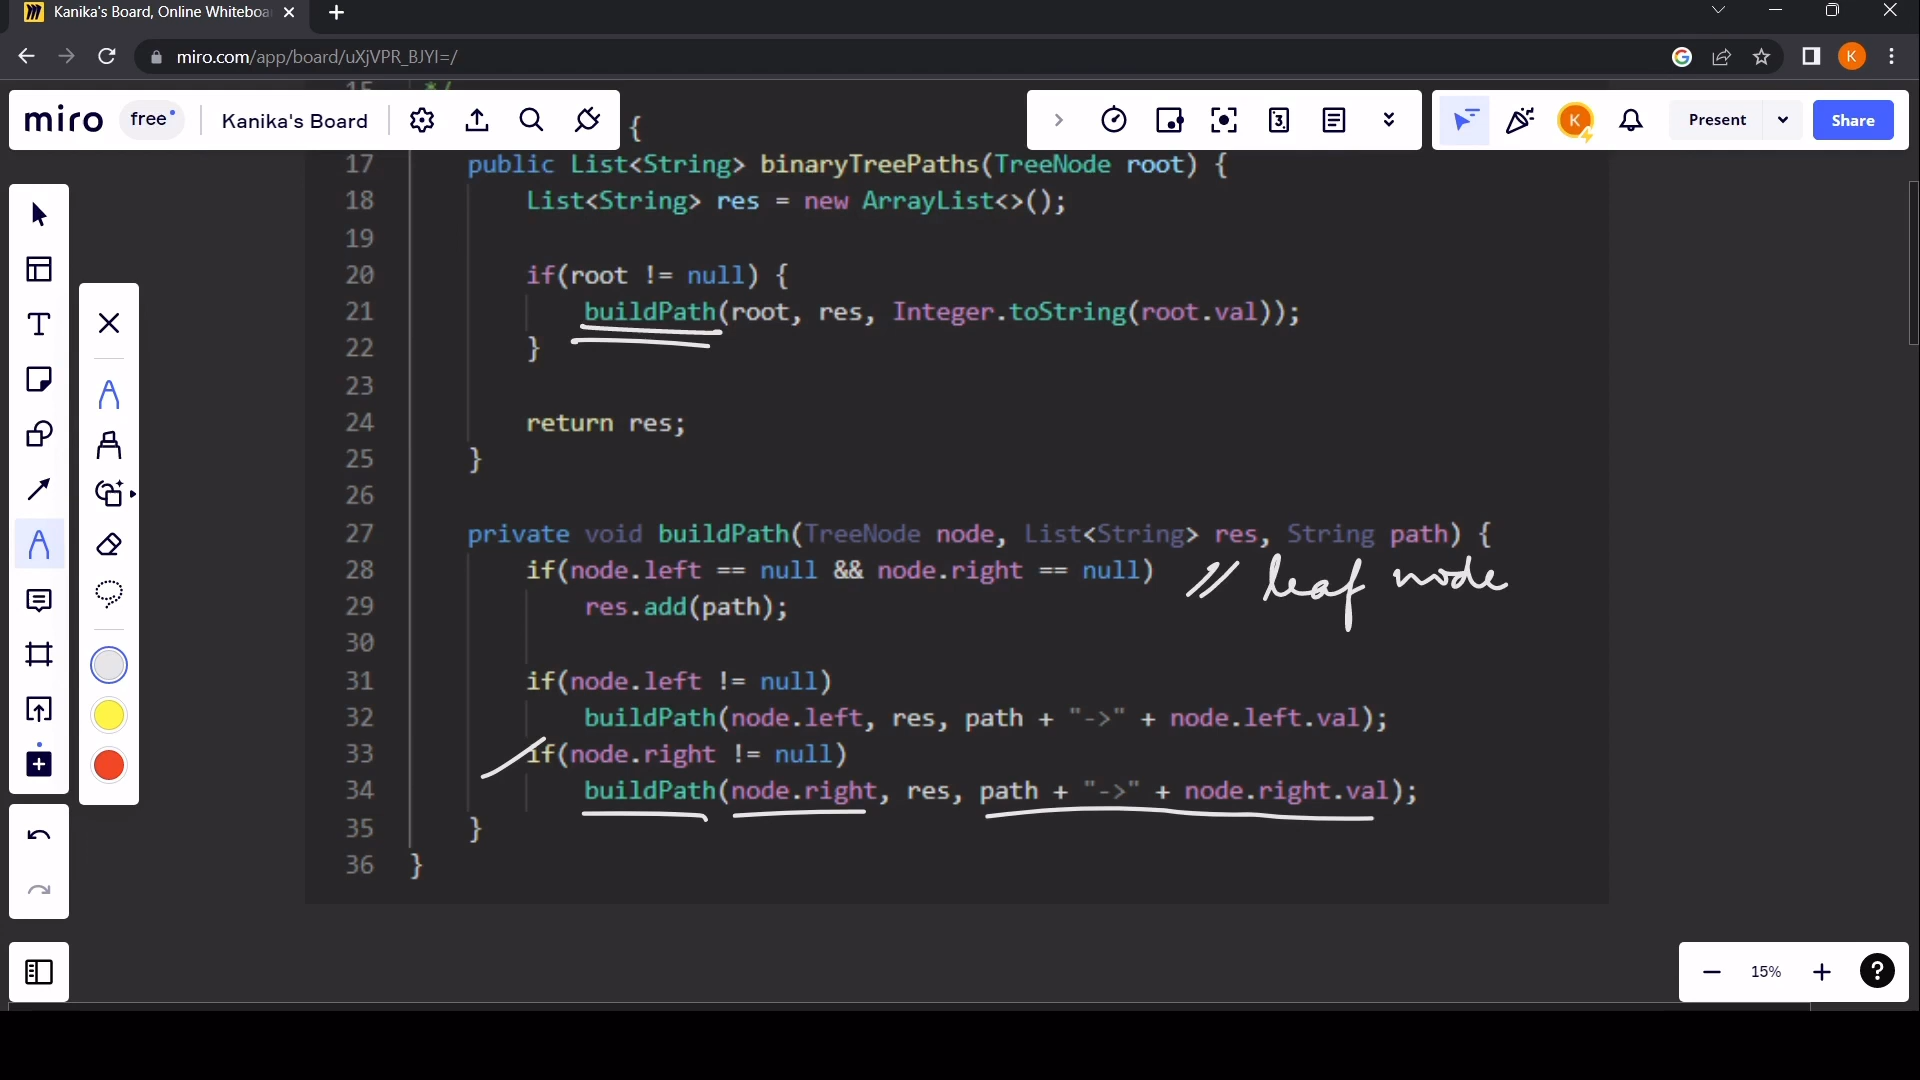 Kanika's Board, Online Whiteboa
miro.com/app/board/uXjVPR_BJYI=/
K
15 */
miro free Kanika's Board
3
K
Present
Share
{
17 public List<String> binaryTreePaths(TreeNode root) {
18 List<String> res = new ArrayList<>();
19
20 if(root != null) {
21 buildPath(root, res, Integer.toString(root.val));
22 }
23
24 return res;
25 }
26
27 private void buildPath(TreeNode node, List<String> res, String path) {
28 if(node.left == null && node.right == null) // leaf node
29 res.add(path);
30
31 if(node.left != null)
32 buildPath(node.left, res, path + "->" + node.left.val);
33 if(node.right != null)
34 buildPath(node.right, res, path + "->" + node.right.val);
35 }
36 }
15%
?